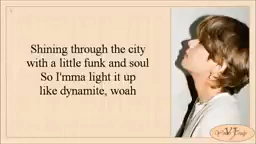 Shining through the city
with a little funk and soul
So I'mma light it up
like dynamite, woah